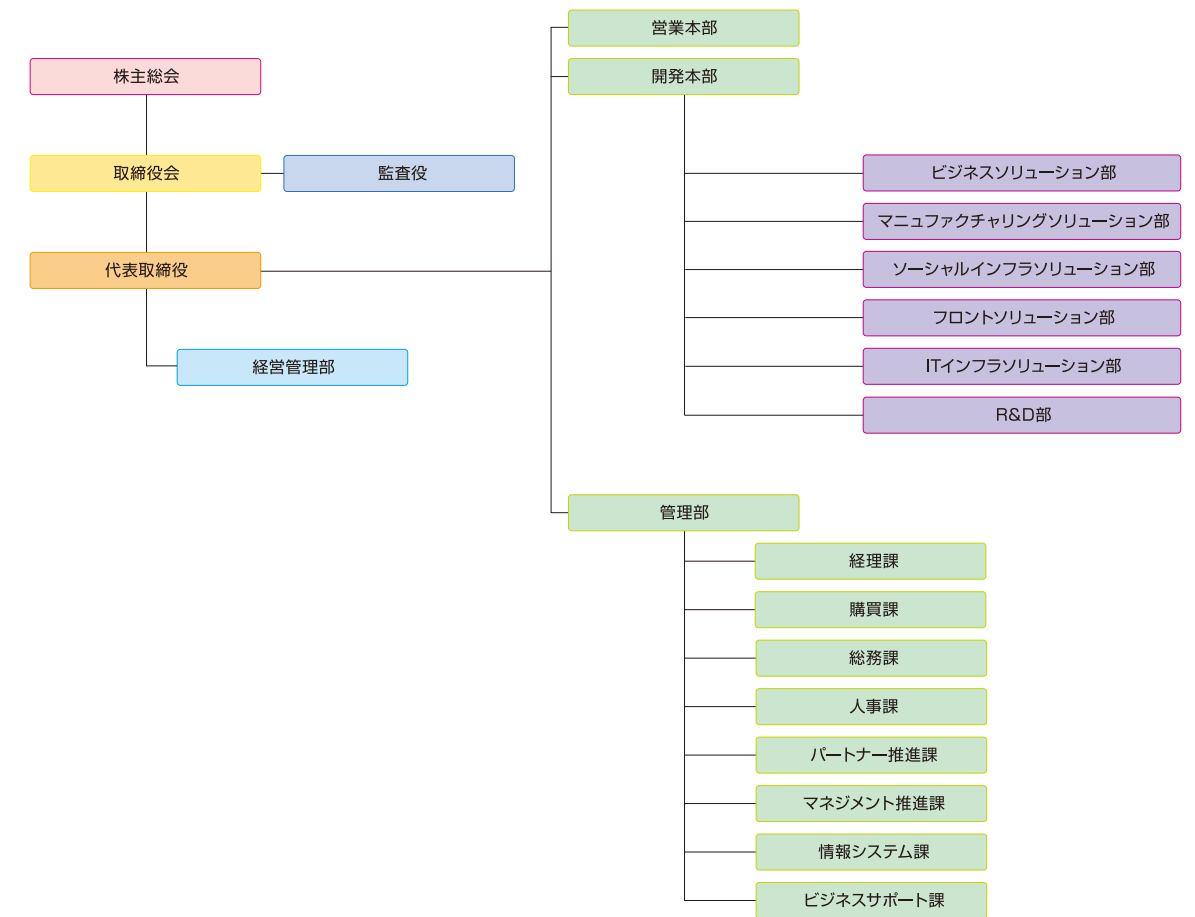 株主総会
取締役会
監査役
代表取締役
経営管理部
営業本部
開発本部
ビジネスソリューション部
マニュファクチャリングソリューション部
ソーシャルインフラソリューション部
フロントソリューション部
ITインフラソリューション部
R&D部
管理部
経理課
購買課
総務課
人事課
パートナー推進課
マネジメント推進課
情報システム課
ビジネスサポート課